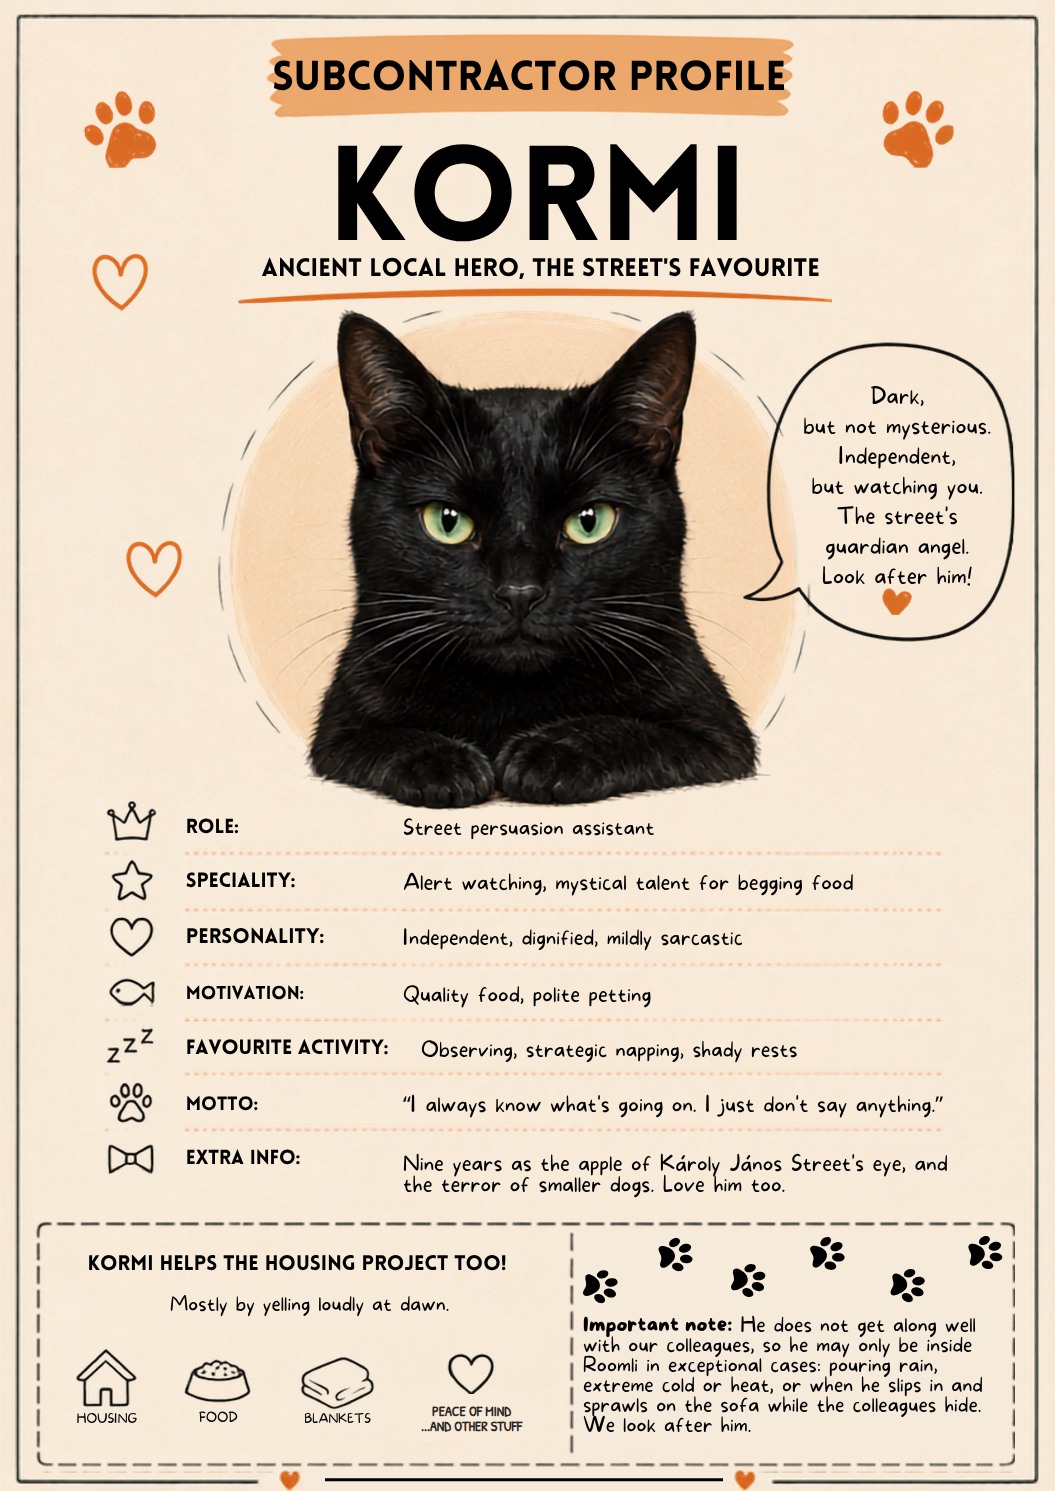 SUBCONTRACTOR PROFILE
KORMI
ANCIENT LOCAL HERO, THE STREET'S FAVOURITE
Dark,
but not mysterious.
Independent,
but watching you.
The street's
guardian angel.
Look after him!
ROLE: Street persuasion assistant
SPECIALITY: Alert watching, mystical talent for begging food
PERSONALITY: Independent, dignified, mildly sarcastic
MOTIVATION: Quality food, polite petting
zzz FAVOURITE ACTIVITY: Observing, strategic napping, shady rests
MOTTO: “I always know what's going on. I just don't say anything.”
EXTRA INFO: Nine years as the apple of Károly János Street's eye, and
the terror of smaller dogs. Love him too.
KORMI HELPS THE HOUSING PROJECT TOO!
Mostly by yelling loudly at dawn.
HOUSING
FOOD
BLANKETS
PEACE OF MIND
...AND OTHER STUFF
Important note: He does not get along well
with our colleagues, so he may only be inside
Roomli in exceptional cases: pouring rain,
extreme cold or heat, or when he slips in and
sprawls on the sofa while the colleagues hide.
We look after him.